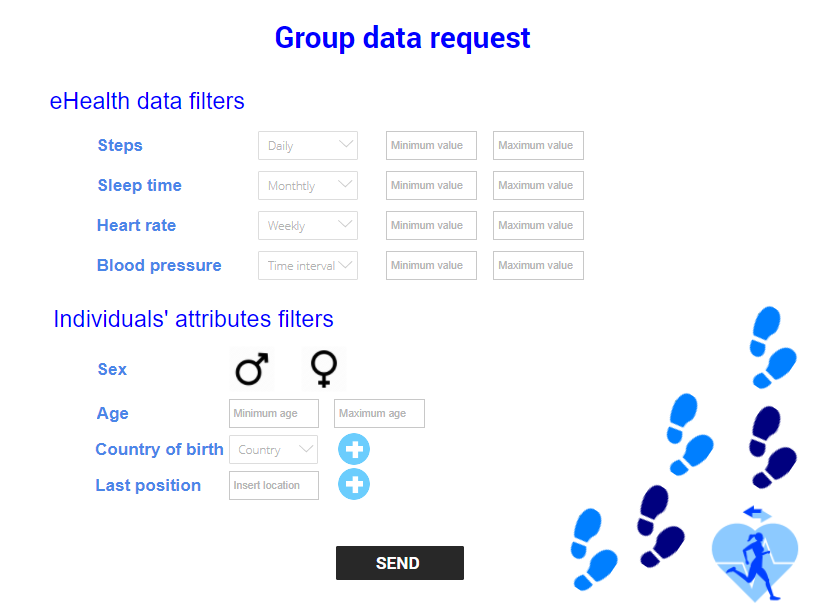 Group data request
eHealth data filters
Steps Daily Minimum value Maximum value
Sleep time Monthtly Minimum value Maximum value
Heart rate Weekly Minimum value Maximum value
Blood pressure Time interval Minimum value Maximum value
Individuals' attributes filters
Sex
Age Minimum age Maximum age
Country of birth Country
Last position Insert location
SEND